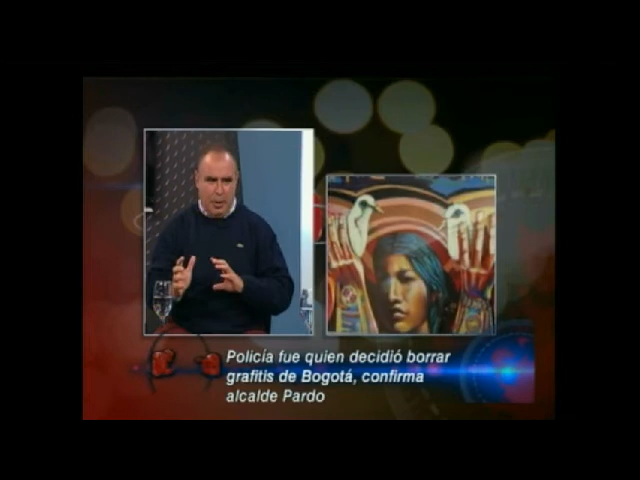 Policía fue quien decidió borrar
grafitis de Bogotá, confirma
alcalde Pardo